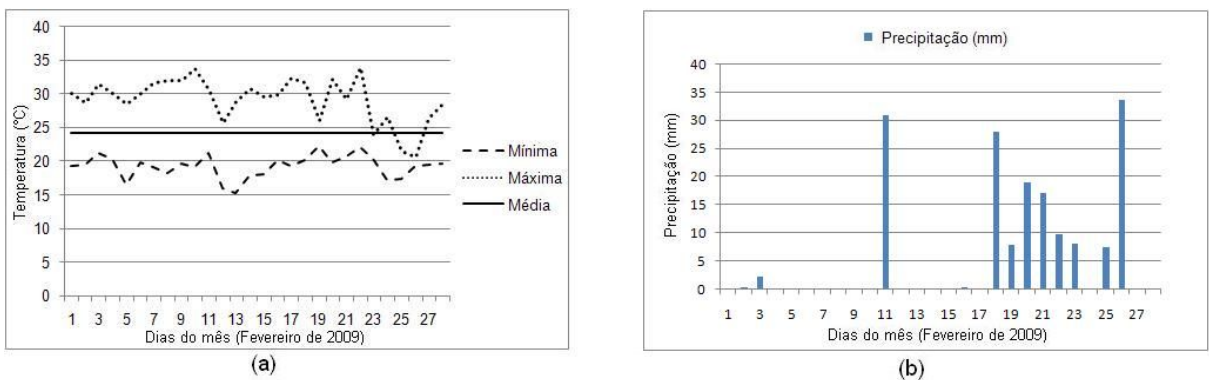 40
35
30
25
20
15
10
5
0
Temperatura (°C)
1 3 5 7 9 11 13 15 17 19 21 23 25 27
Dias do mês (Fevereiro de 2009)
Mínima
Máxima
Média
(a)
Precipitação (mm)
40
35
30
25
20
15
10
5
0
Precipitação (mm)
1 3 5 7 9 11 13 15 17 19 21 23 25 27
Dias do mês (Fevereiro de 2009)
(b)